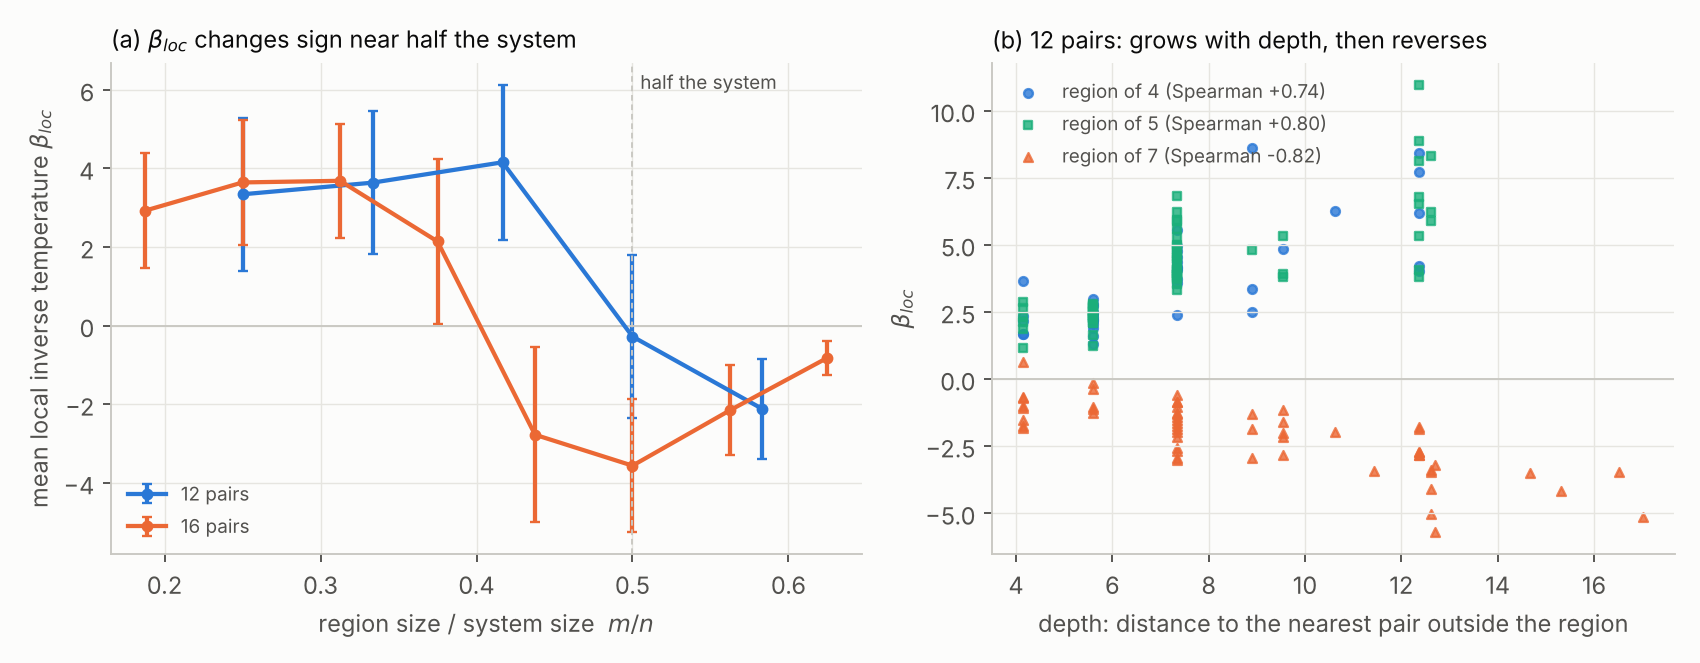 (a) β_loc changes sign near half the system
half the system
mean local inverse temperature β_loc
6
4
2
0
−2
−4
12 pairs
16 pairs
0.2 0.3 0.4 0.5 0.6
region size / system size m/n
(b) 12 pairs: grows with depth, then reverses
region of 4 (Spearman +0.74)
region of 5 (Spearman +0.80)
region of 7 (Spearman -0.82)
β_loc
10.0
7.5
5.0
2.5
0.0
−2.5
−5.0
4 6 8 10 12 14 16
depth: distance to the nearest pair outside the region